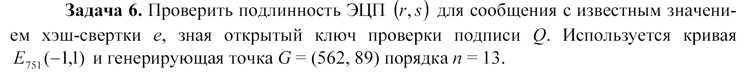 Задача 6. Проверить подлинность ЭЦП (r, s) для сообщения с известным значени-
ем хэш-свертки e, зная открытый ключ проверки подписи Q. Используется кривая
E₇₅₁(−1,1) и генерирующая точка G = (562, 89) порядка n = 13.